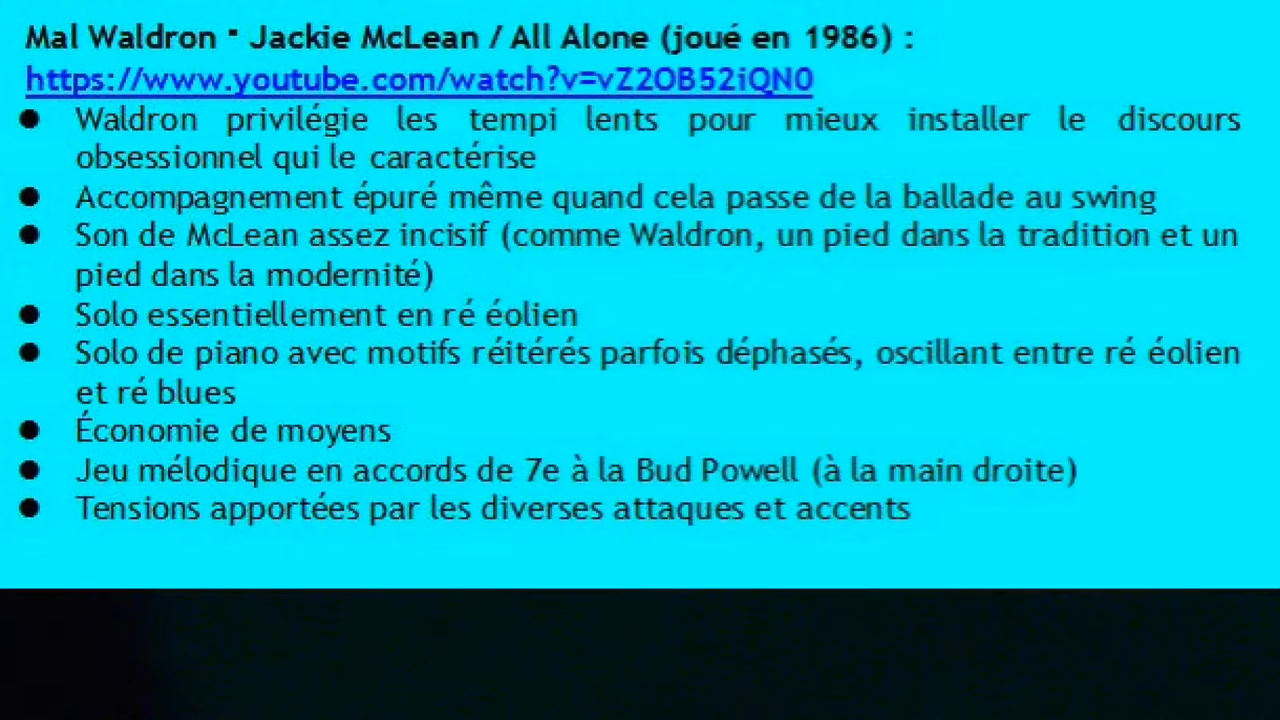 Mal Waldron · Jackie McLean / All Alone (joué en 1986) :
https://www.youtube.com/watch?v=vZ2OB52iQN0
● Waldron privilégie les tempi lents pour mieux installer le discours
obsessionnel qui le caractérise
● Accompagnement épuré même quand cela passe de la ballade au swing
● Son de McLean assez incisif (comme Waldron, un pied dans la tradition et un
pied dans la modernité)
● Solo essentiellement en ré éolien
● Solo de piano avec motifs réitérés parfois déphasés, oscillant entre ré éolien
et ré blues
● Économie de moyens
● Jeu mélodique en accords de 7e à la Bud Powell (à la main droite)
● Tensions apportées par les diverses attaques et accents